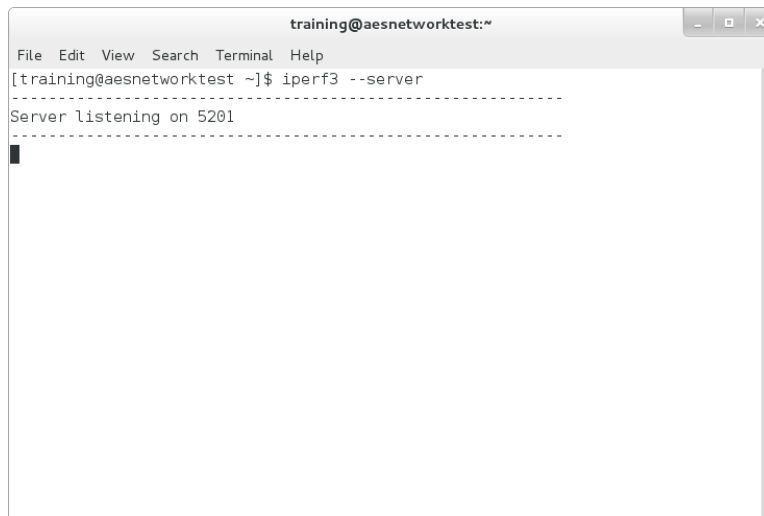 training@aesnetworktest:~
File Edit View Search Terminal Help
[training@aesnetworktest ~]$ iperf3 --server
-----------------------------------------------------------
Server listening on 5201
-----------------------------------------------------------